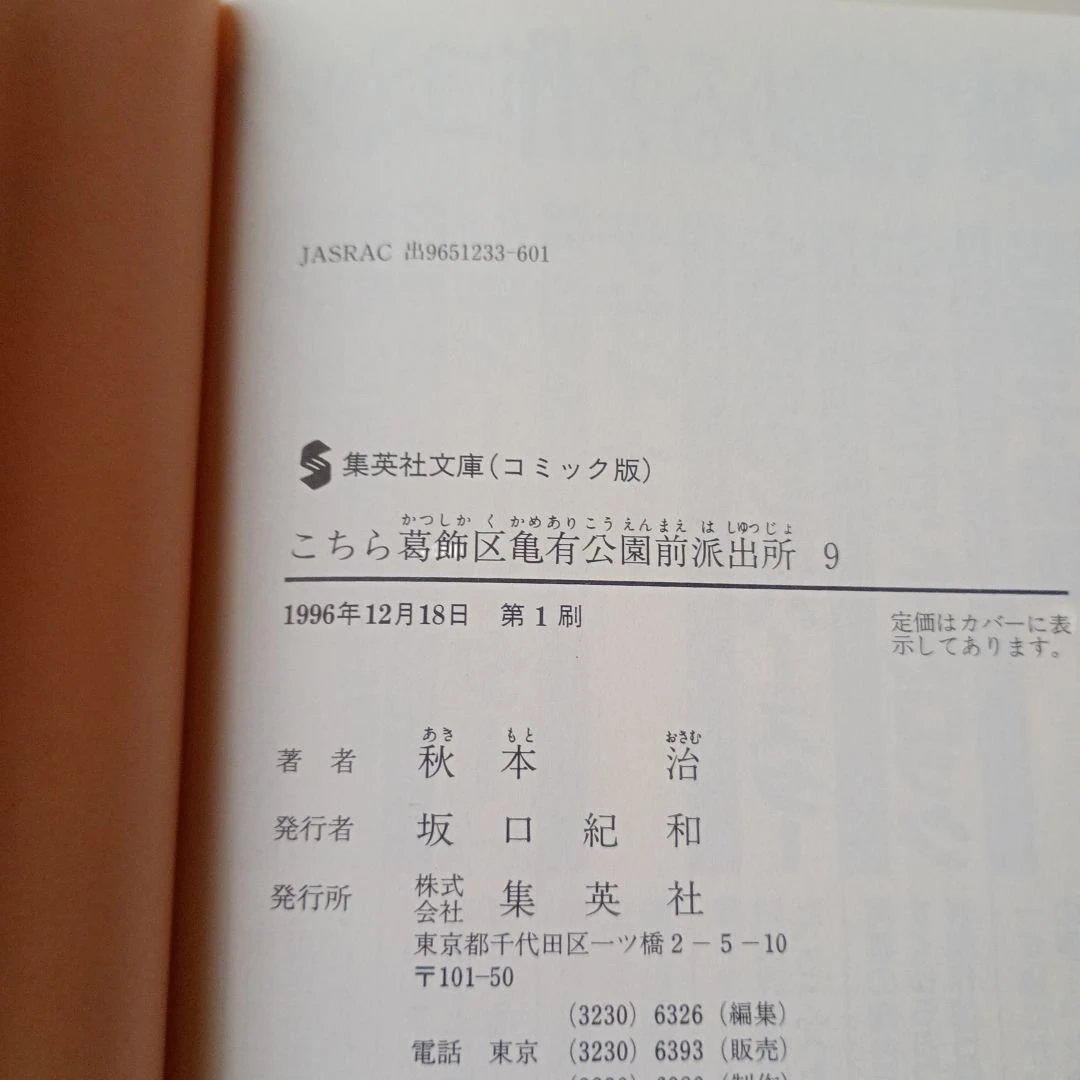 JASRAC 出9651233-601
集英社文庫(コミック版)
かつしか く かめありこうえんまえ は しゆつじよ
こちら葛飾区亀有公園前派出所 9
1996年12月18日 第1刷
定価はカバーに表
示してあります。
あき もと おさむ
著者 秋本 治
発行者 坂口紀和
発行所 株式会社 集英社
東京都千代田区一ツ橋2-5-10
〒101-50
(3230) 6326 (編集)
電話 東京 (3230) 6393 (販売)